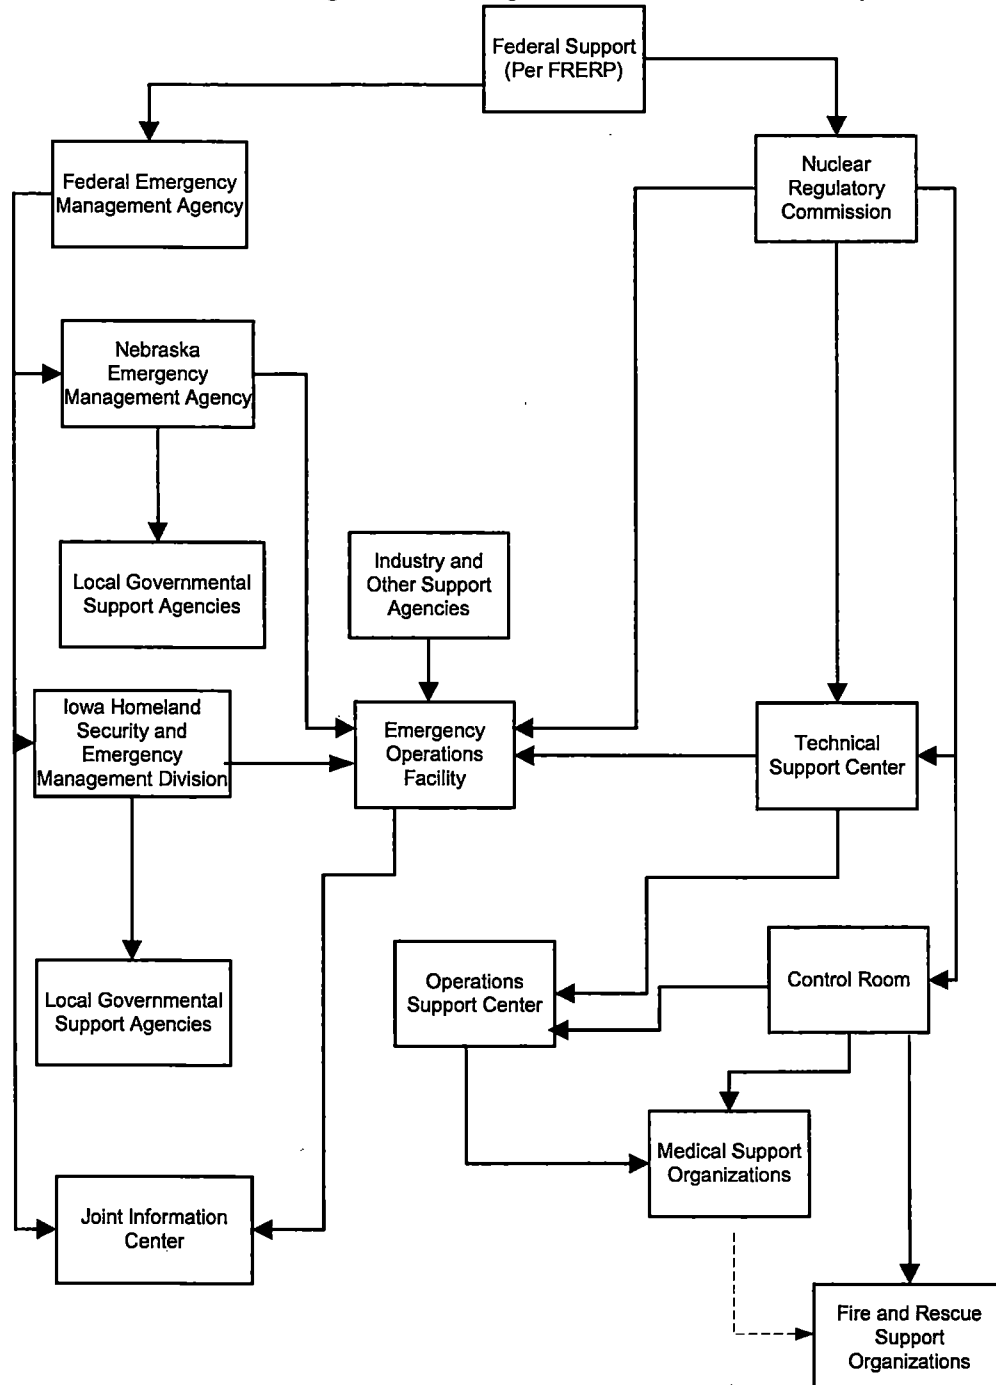 Federal Support
(Per FRERP)
Federal Emergency
Management Agency
Nuclear
Regulatory
Commission
Nebraska
Emergency
Management Agency
Local Governmental
Support Agencies
Industry and
Other Support
Agencies
Iowa Homeland
Security and
Emergency
Management Division
Emergency
Operations
Facility
Technical
Support Center
Local Governmental
Support Agencies
Operations
Support Center
Control Room
Medical Support
Organizations
Joint Information
Center
Fire and Rescue
Support
Organizations